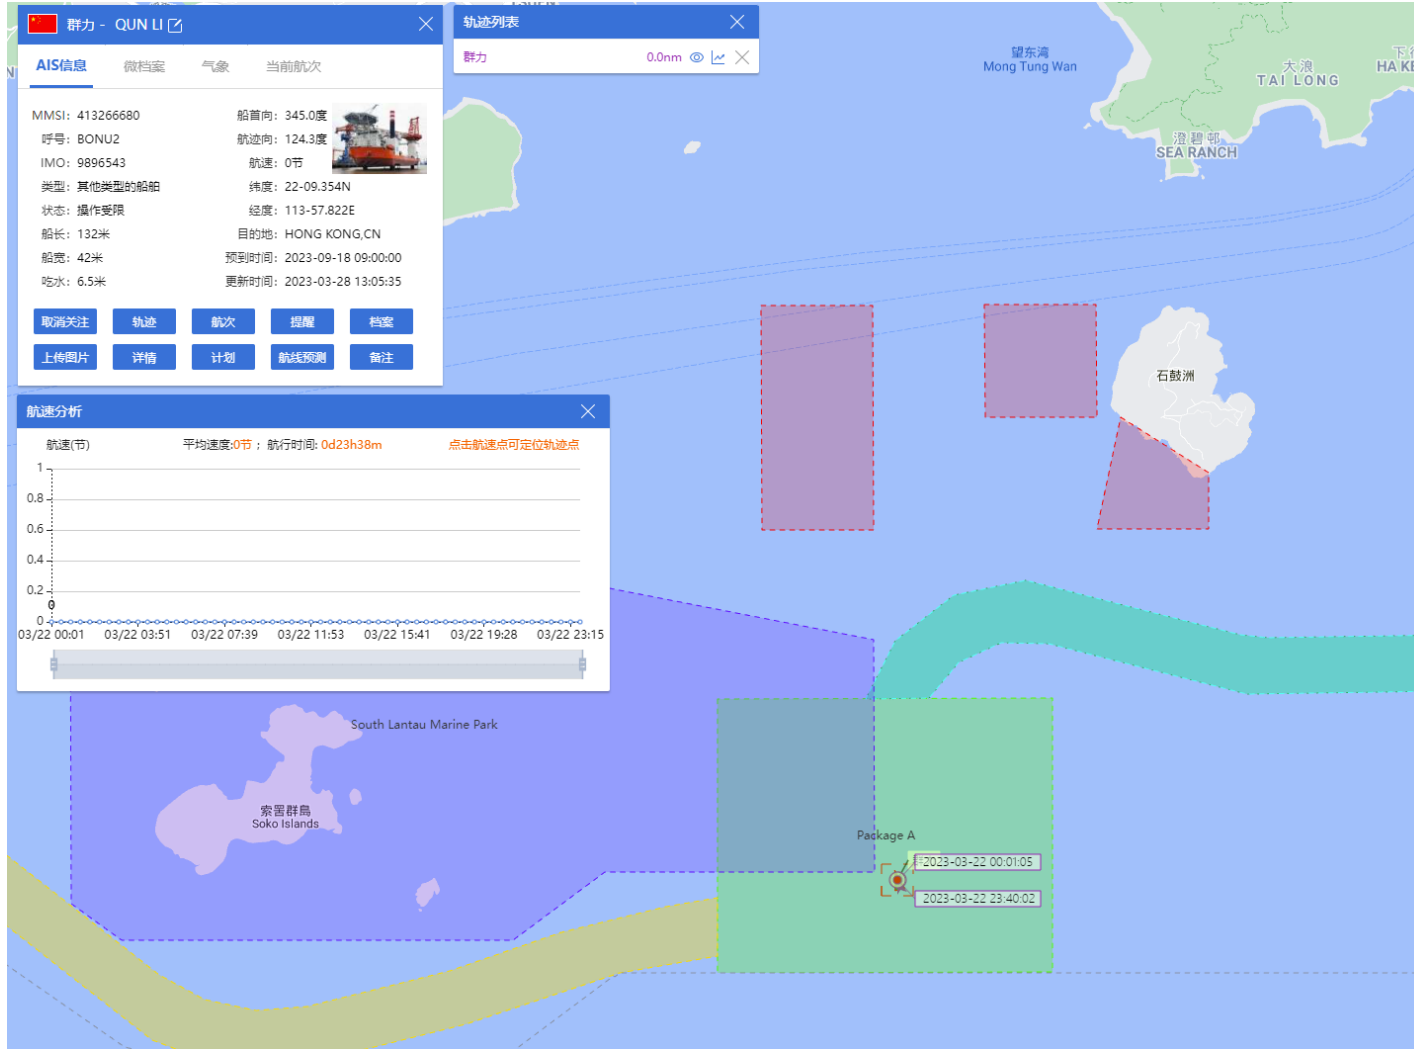 群力 - QUN LI
AIS信息 微档案 气象 当前航次
MMSI: 413266680 船首向: 345.0度
呼号: BONU2 航迹向: 124.3度
IMO: 9896543 航速: 0节
类型: 其他类型的船舶 纬度: 22-09.354N
状态: 操作受限 经度: 113-57.822E
船长: 132米 目的地: HONG KONG,CN
船宽: 42米 预到时间: 2023-09-18 09:00:00
吃水: 6.5米 更新时间: 2023-03-28 13:05:35
取消关注 轨迹 航次 提醒 档案
上传图片 详情 计划 航线预测 备注
轨迹列表
群力 0.0nm
望东湾
Mong Tung Wan
大浪
TAI LONG
HA KE
澄碧邨
SEA RANCH
石鼓洲
航速分析
航速(节) 平均速度:0节 ; 航行时间: 0d23h38m 点击航速点可定位轨迹点
1
0.8
0.6
0.4
0.2
0
0
03/22 00:01 03/22 03:51 03/22 07:39 03/22 11:53 03/22 15:41 03/22 19:28 03/22 23:15
South Lantau Marine Park
索罟群島
Soko Islands
Package A
2023-03-22 00:01:05
2023-03-22 23:40:02